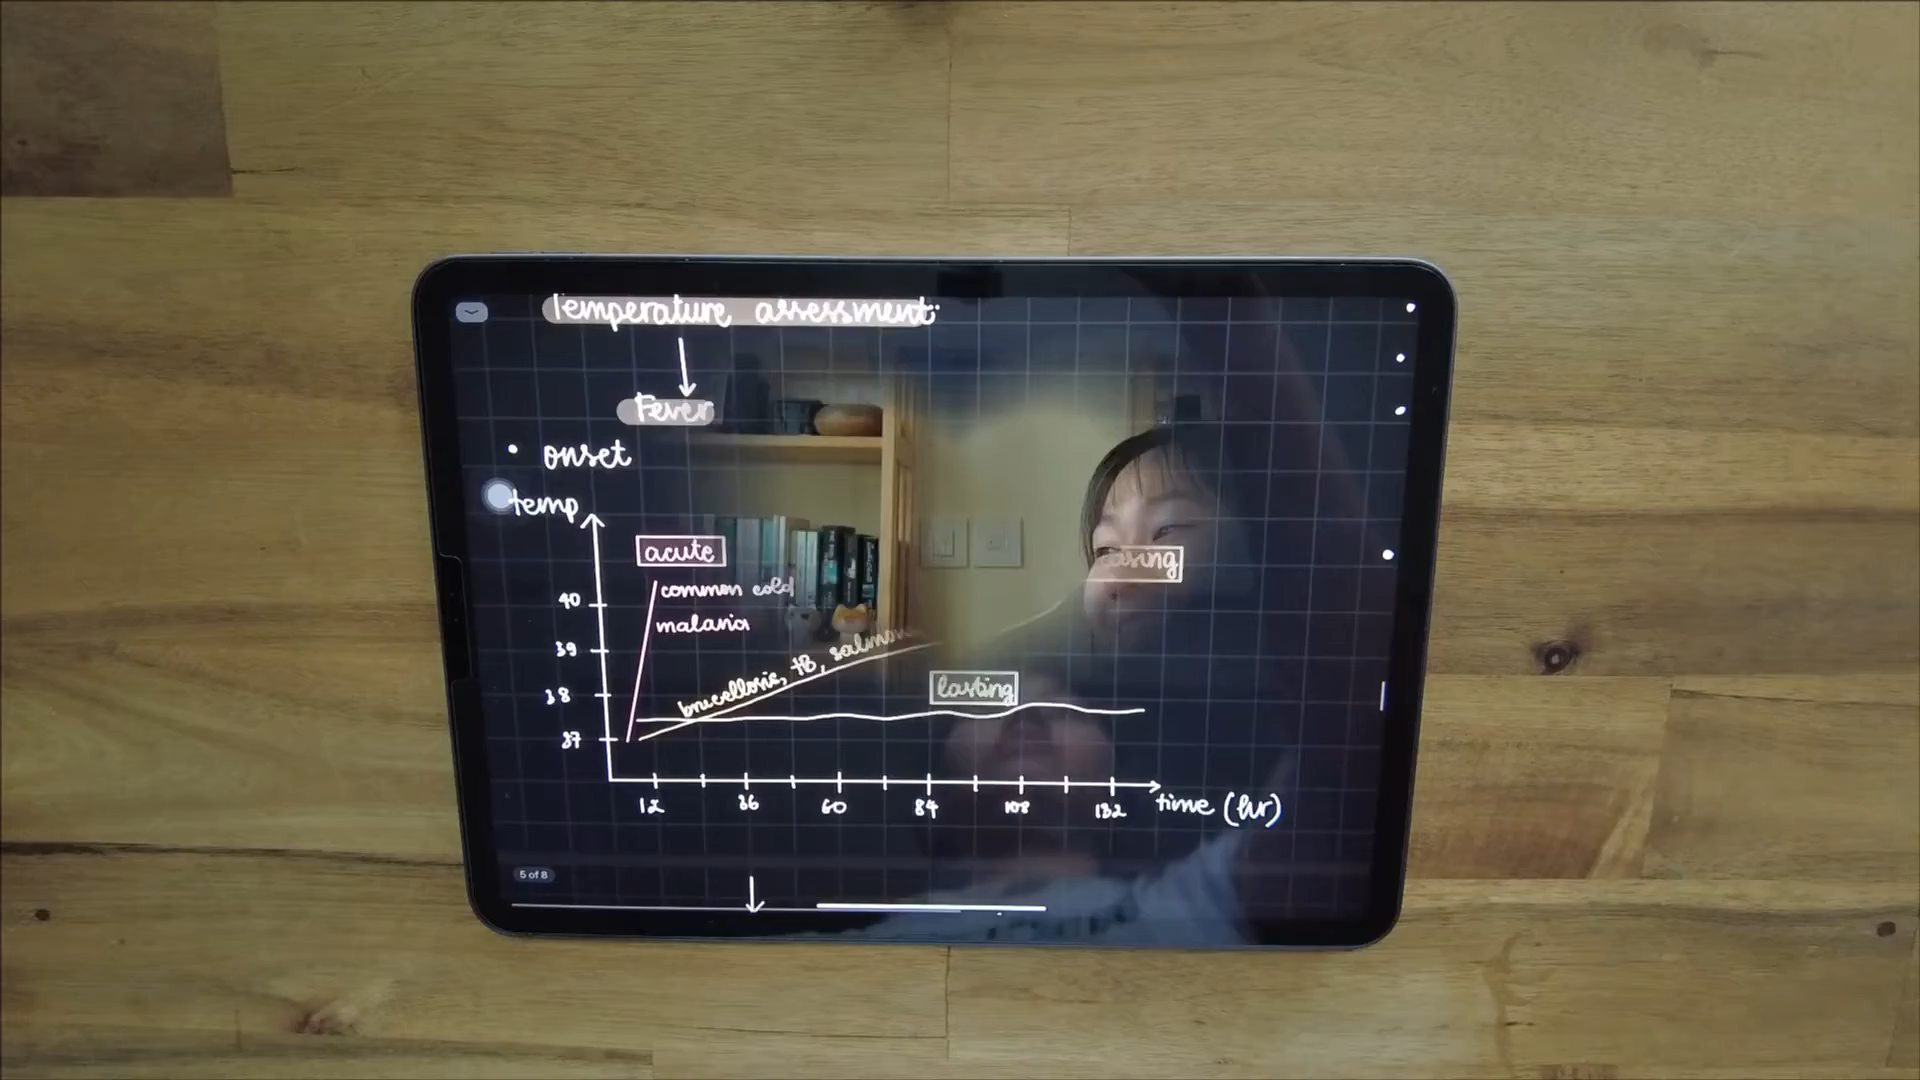 Temperature assessment:
Fever
• onset
temp
acute
common cold
malaria
40
39
38
37
brucellosis, tB,
lasting
12 36 60 84 108 132 time (hr)
5 of 8